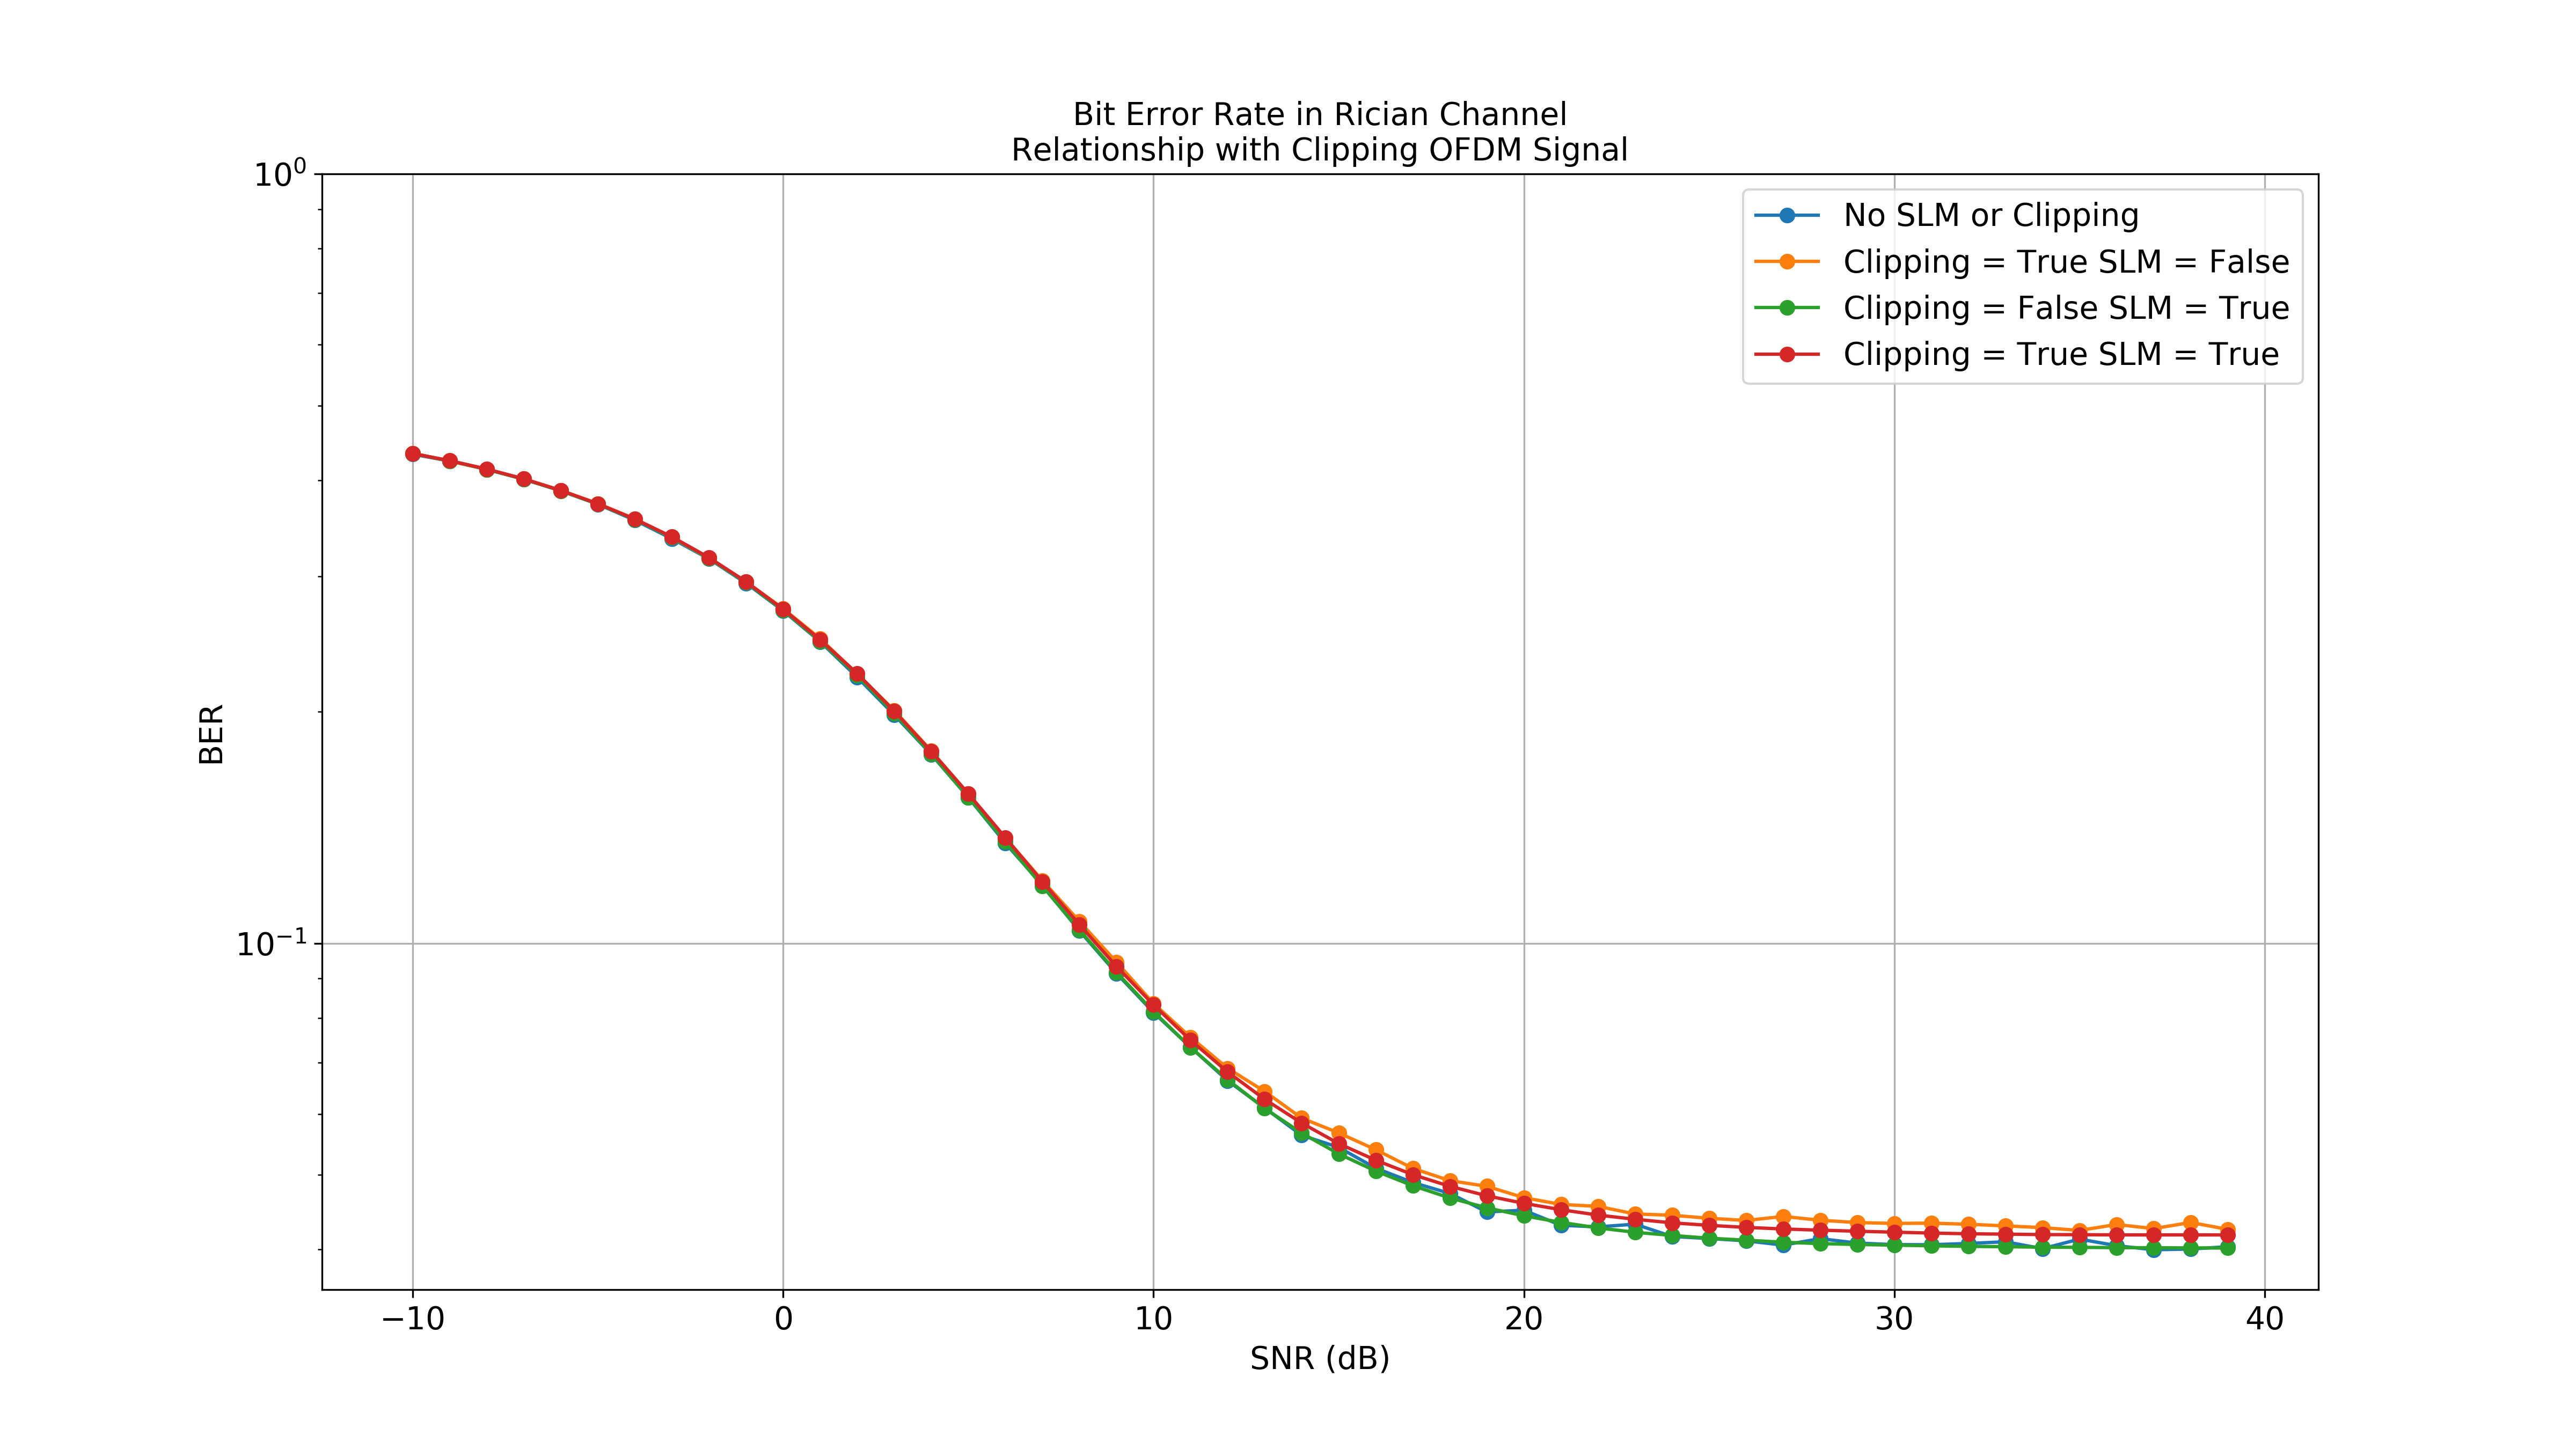 Bit Error Rate in Rician Channel
Relationship with Clipping OFDM Signal
10⁰
10⁻¹
BER
No SLM or Clipping
Clipping = True SLM = False
Clipping = False SLM = True
Clipping = True SLM = True
−10 0 10 20 30 40
SNR (dB)